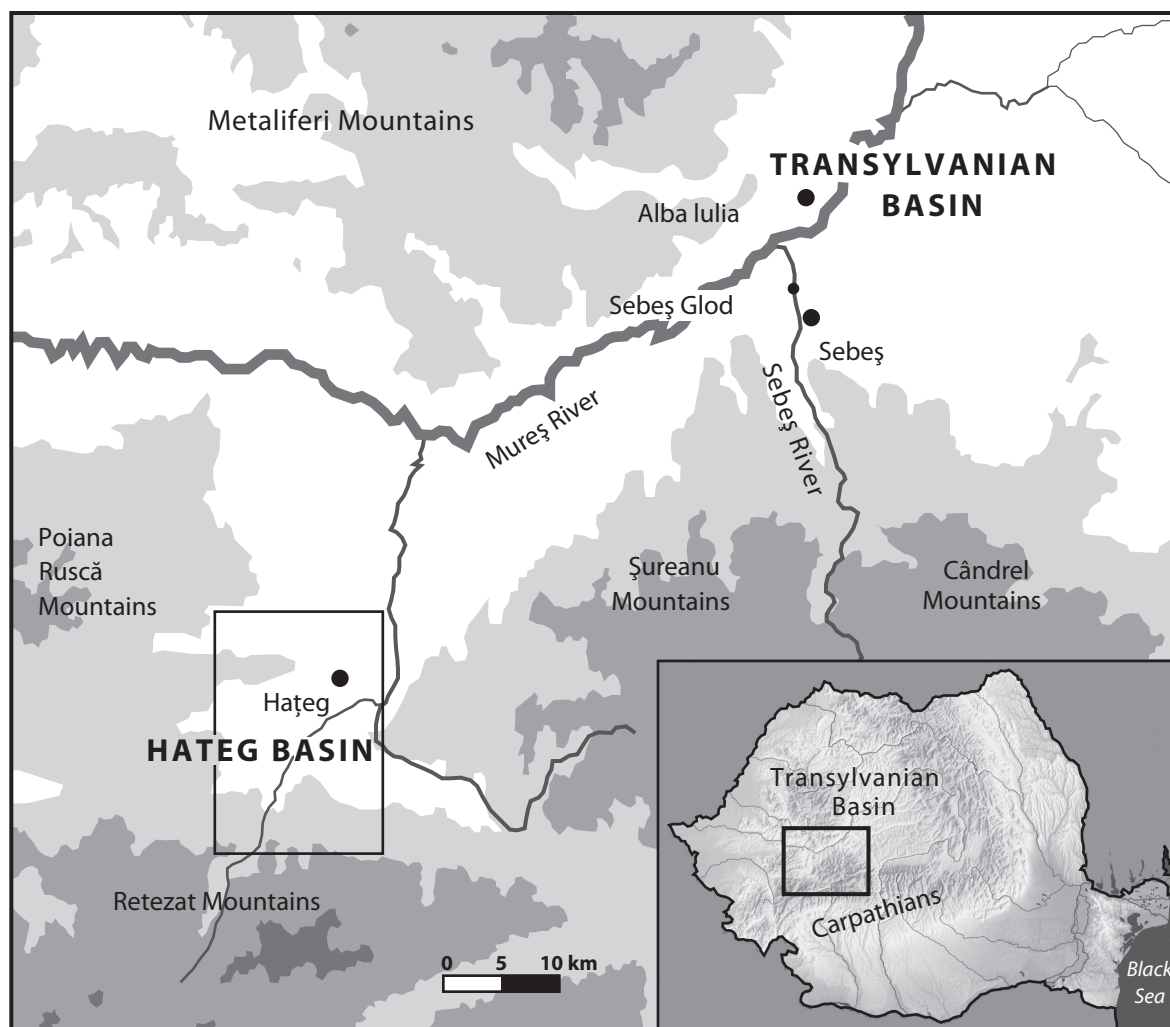 Metaliferi Mountains
TRANSYLVANIAN
BASIN
Alba Iulia
Sebeş Glod
Sebeş
Mureş River
Sebeş River
Poiana
Ruscă
Mountains
Şureanu
Mountains
Cândrel
Mountains
Haţeg
HATEG BASIN
Retezat Mountains
0 5 10 km
Transylvanian
Basin
Carpathians
Black
Sea